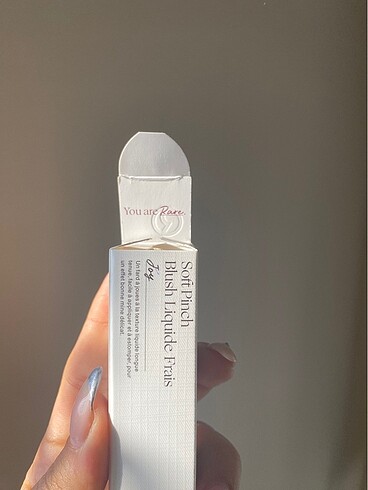 You are Rare.
Soft Pinch
Blush Liquide Frais
Joy
Un fard à joues à la texture liquide longue
tenue, facile à appliquer et à estomper, pour
un effet bonne mine délicat.